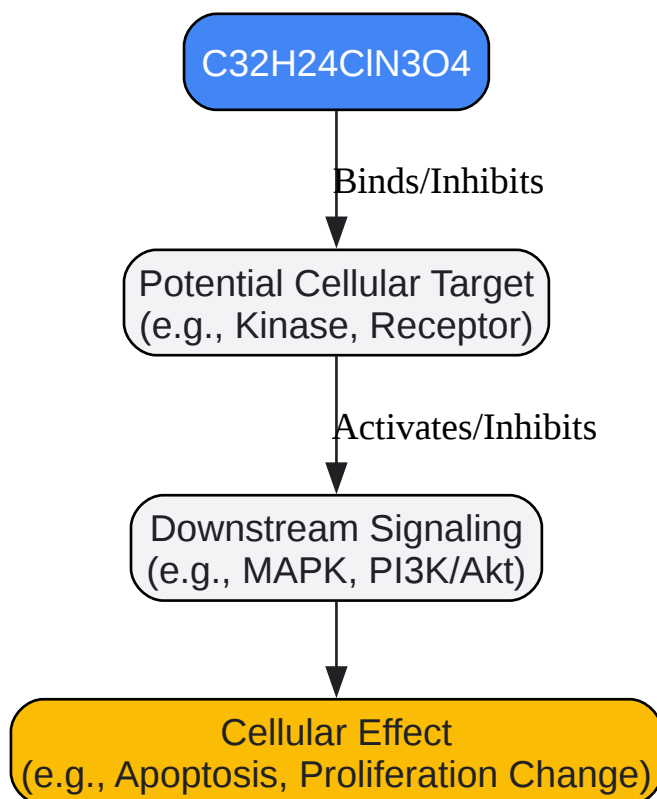 C32H24ClN3O4
Binds/Inhibits
Potential Cellular Target
(e.g., Kinase, Receptor)
Activates/Inhibits
Downstream Signaling
(e.g., MAPK, PI3K/Akt)
Cellular Effect
(e.g., Apoptosis, Proliferation Change)